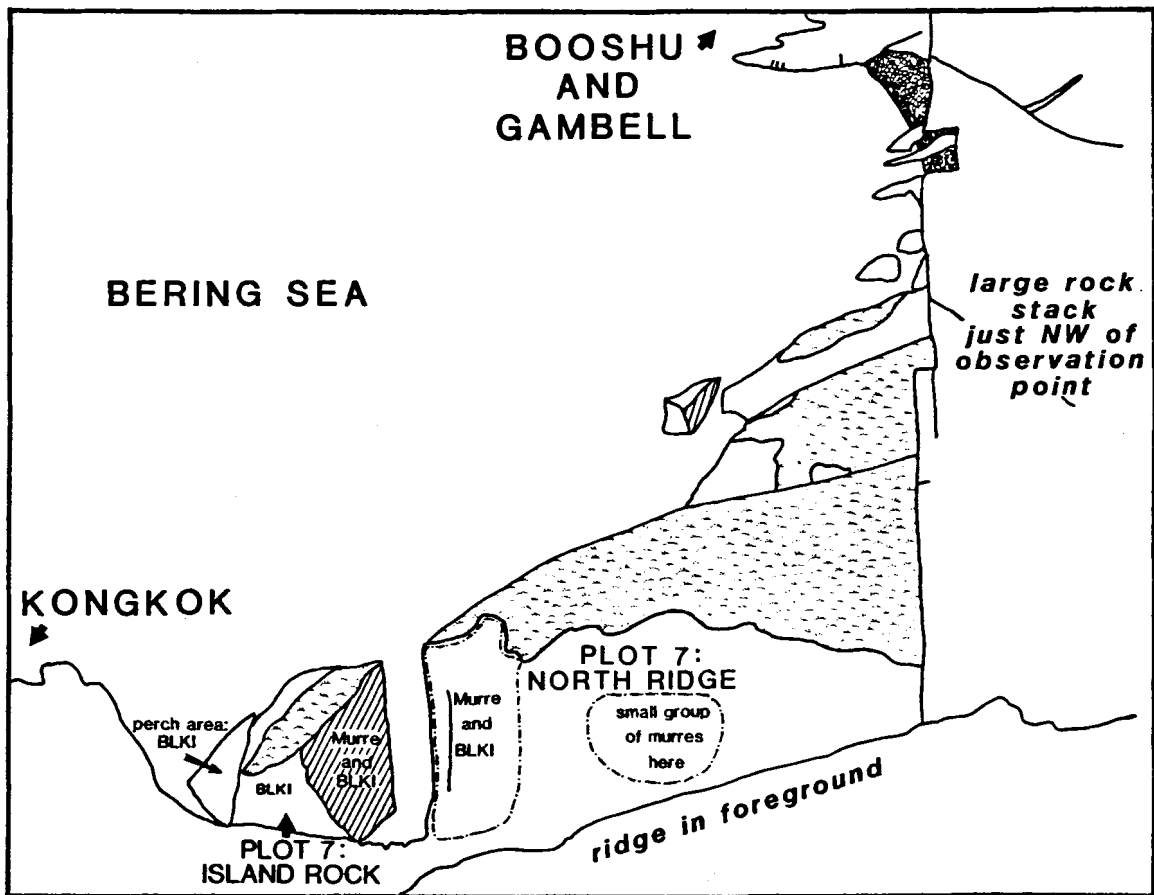 BOOSHU
AND
GAMBELL
BERING SEA
large rock
stack
just NW of
observation
point
KONGKOK
PLOT 7:
NORTH RIDGE
perch area:
BLKI
Murre
and
BLKI
BLKI
Murre
and
BLKI
small group
of murres
here
PLOT 7:
ISLAND ROCK
ridge in foreground